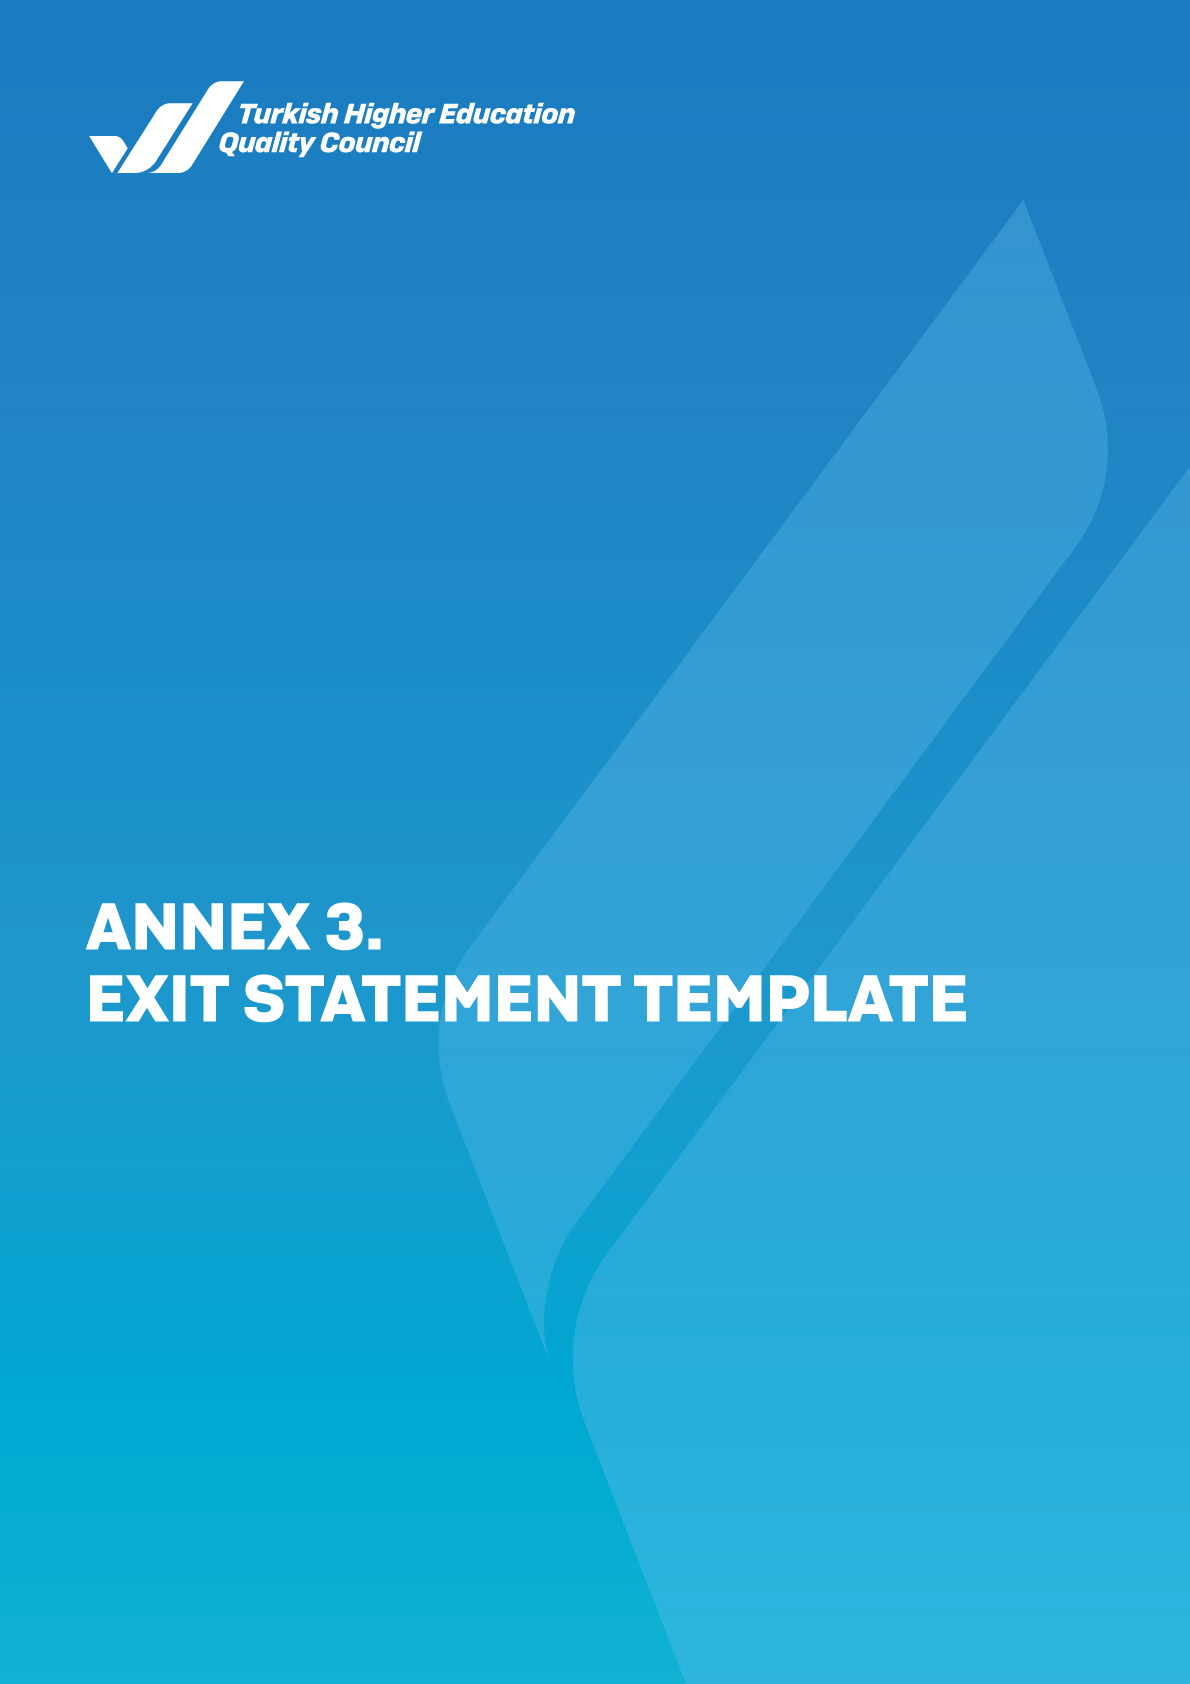 Turkish Higher Education
Quality Council
ANNEX 3.
EXIT STATEMENT TEMPLATE